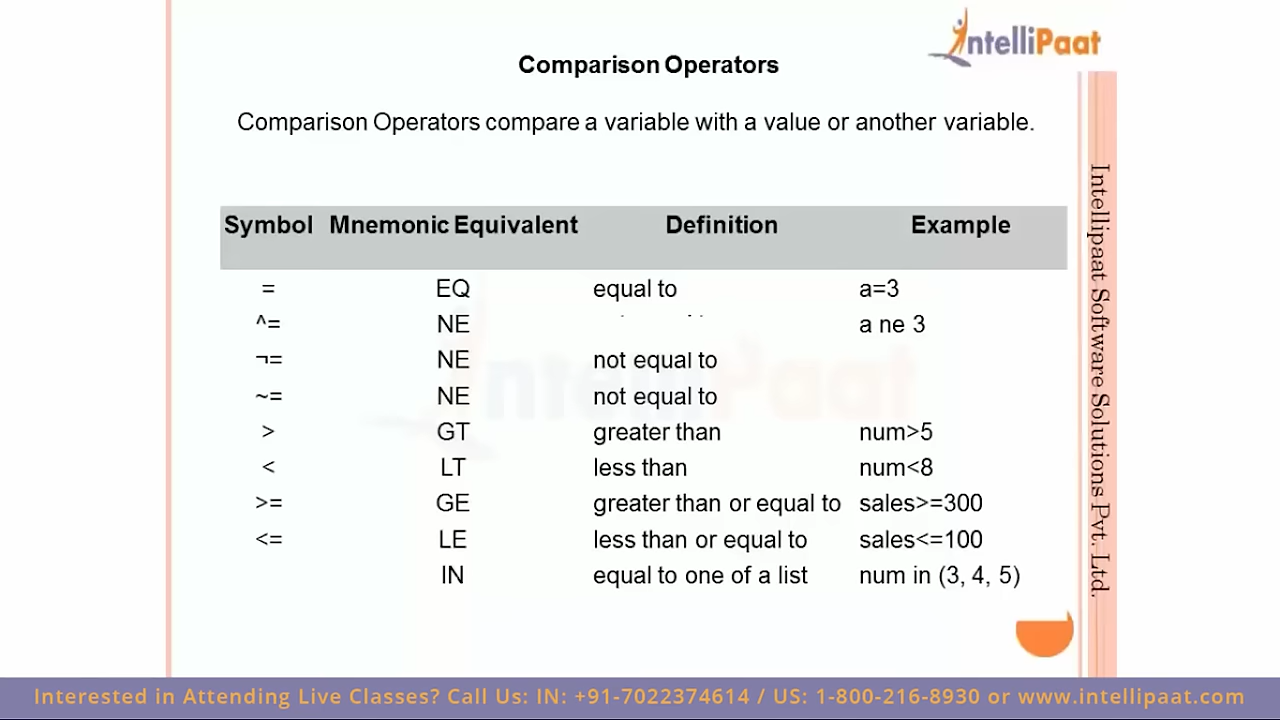 IntelliPaat
Comparison Operators
Comparison Operators compare a variable with a value or another variable.
Symbol Mnemonic Equivalent Definition Example
= EQ equal to a=3
^= NE a ne 3
¬= NE not equal to
~= NE not equal to
> GT greater than num>5
< LT less than num<8
>= GE greater than or equal to sales>=300
<= LE less than or equal to sales<=100
IN equal to one of a list num in (3, 4, 5)
Intellipaat Software Solutions Pvt. Ltd.
Interested in Attending Live Classes? Call Us: IN: +91-7022374614 / US: 1-800-216-8930 or www.intellipaat.com